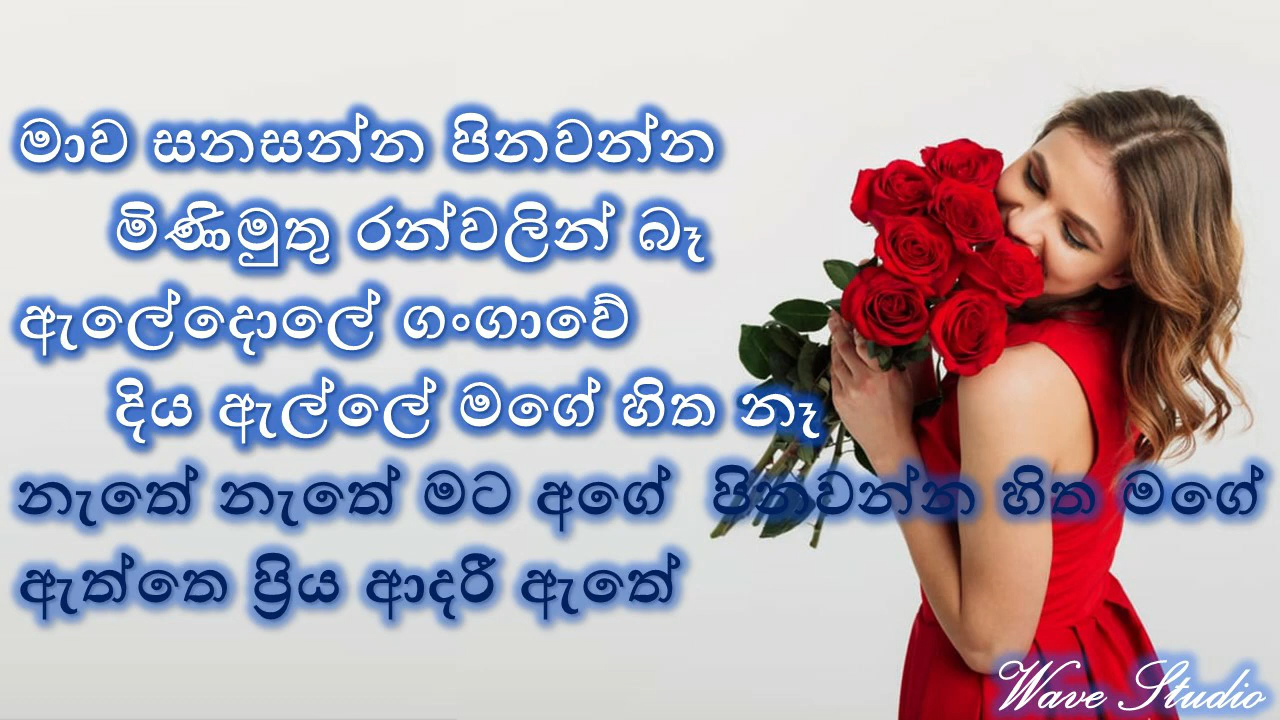 මාව සනසන්න පිනවන්න
මිණිමුතු රන්වලින් බෑ
ඇලේදොලේ ගංගාවේ
දිය ඇල්ලේ මගේ හිත නෑ
නැතේ නැතේ මට අගේ පිනවන්න හිත මගේ
ඇත්තෙ ප්‍රිය ආදරී ඇතේ
Wave Studio